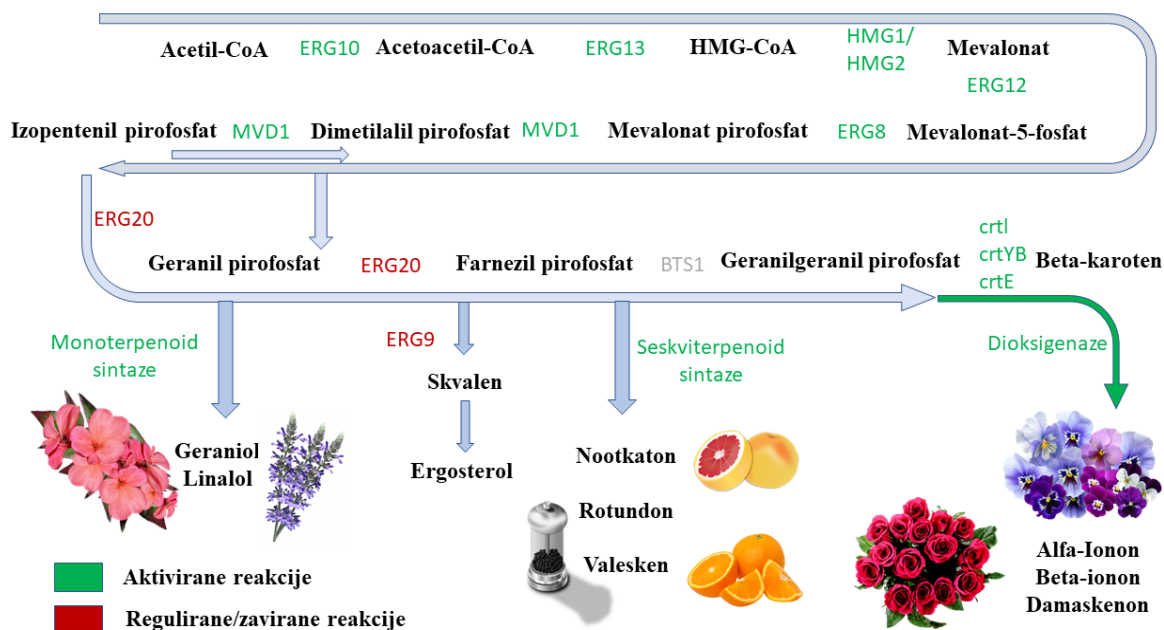 Acetil-CoA ERG10 Acetoacetil-CoA ERG13 HMG-CoA HMG1/ Mevalonat
HMG2
ERG12
Izopentenil pirofosfat MVD1 Dimetilalil pirofosfat MVD1 Mevalonat pirofosfat ERG8 Mevalonat-5-fosfat
ERG20
Geranil pirofosfat ERG20 Farnezil pirofosfat BTS1 Geranilgeranil pirofosfat crtI Beta-karoten
crtYB
crtE
Monoterpenoid
sintaze
ERG9
Seskviterpenoid
sintaze
Dioksigenaze
Skvalen
Geraniol
Linalol
Ergosterol
Nootkaton
Rotundon
Valesken
Alfa-Ionon
Beta-ionon
Damaskenon
Aktivirane reakcije
Regulirane/zavirane reakcije